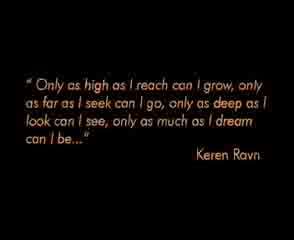 “ Only as high as I reach can I grow, only
as far as I seek can I go, only as deep as I
look can I see, only as much as I dream
can I be...“
Keren Ravn